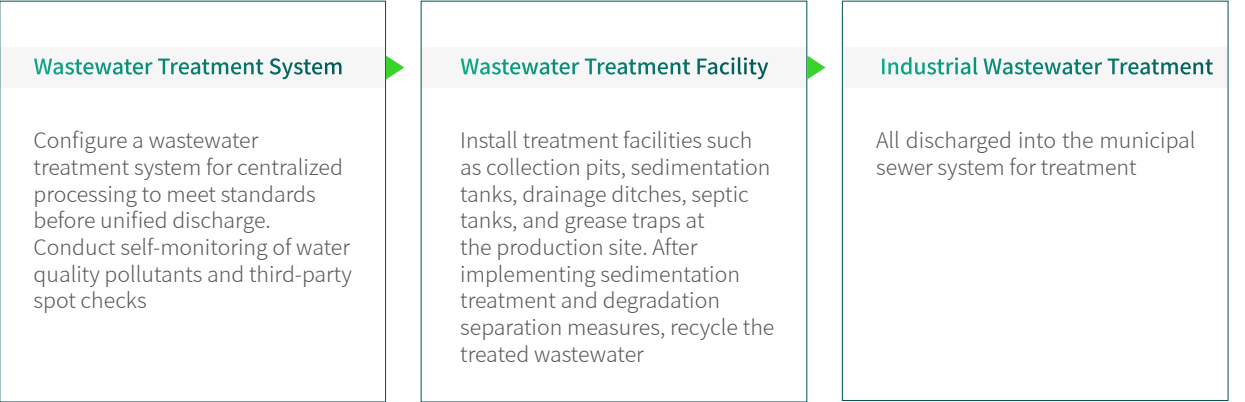 Wastewater Treatment System
Configure a wastewater
treatment system for centralized
processing to meet standards
before unified discharge.
Conduct self-monitoring of water
quality pollutants and third-party
spot checks
Wastewater Treatment Facility
Install treatment facilities such
as collection pits, sedimentation
tanks, drainage ditches, septic
tanks, and grease traps at
the production site. After
implementing sedimentation
treatment and degradation
separation measures, recycle the
treated wastewater
Industrial Wastewater Treatment
All discharged into the municipal
sewer system for treatment